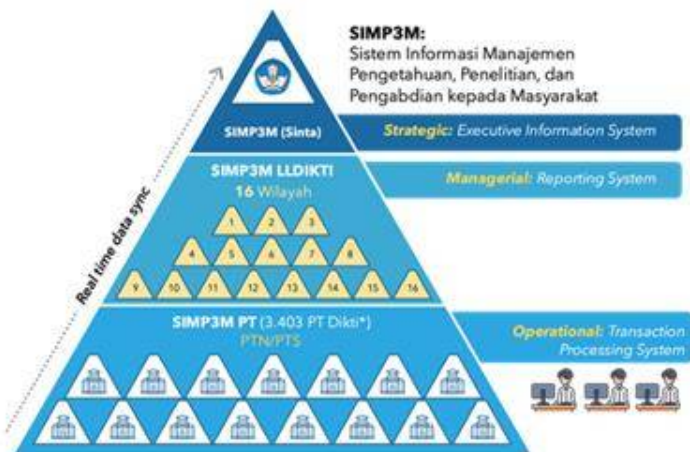 SIMP3M:
Sistem Informasi Manajemen
Pengetahuan, Penelitian, dan
Pengabdian kepada Masyarakat
SIMP3M (Sinta)
Strategic: Executive Information System
SIMP3M LLDIKTI
16 Wilayah
Managerial: Reporting System
1 2 3
4 5 6 7 8
9 10 11 12 13 14 15 16
Real time data sync
SIMP3M PT (3.403 PT Dikti*)
PTN/PTS
Operational: Transaction
Processing System